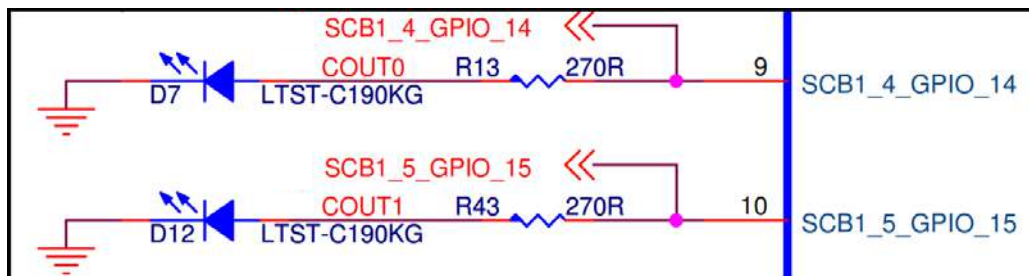 SCB1_4_GPIO_14
COUT0 R13 270R 9
D7 LTST-C190KG SCB1_4_GPIO_14
SCB1_5_GPIO_15
COUT1 R43 270R 10
D12 LTST-C190KG SCB1_5_GPIO_15